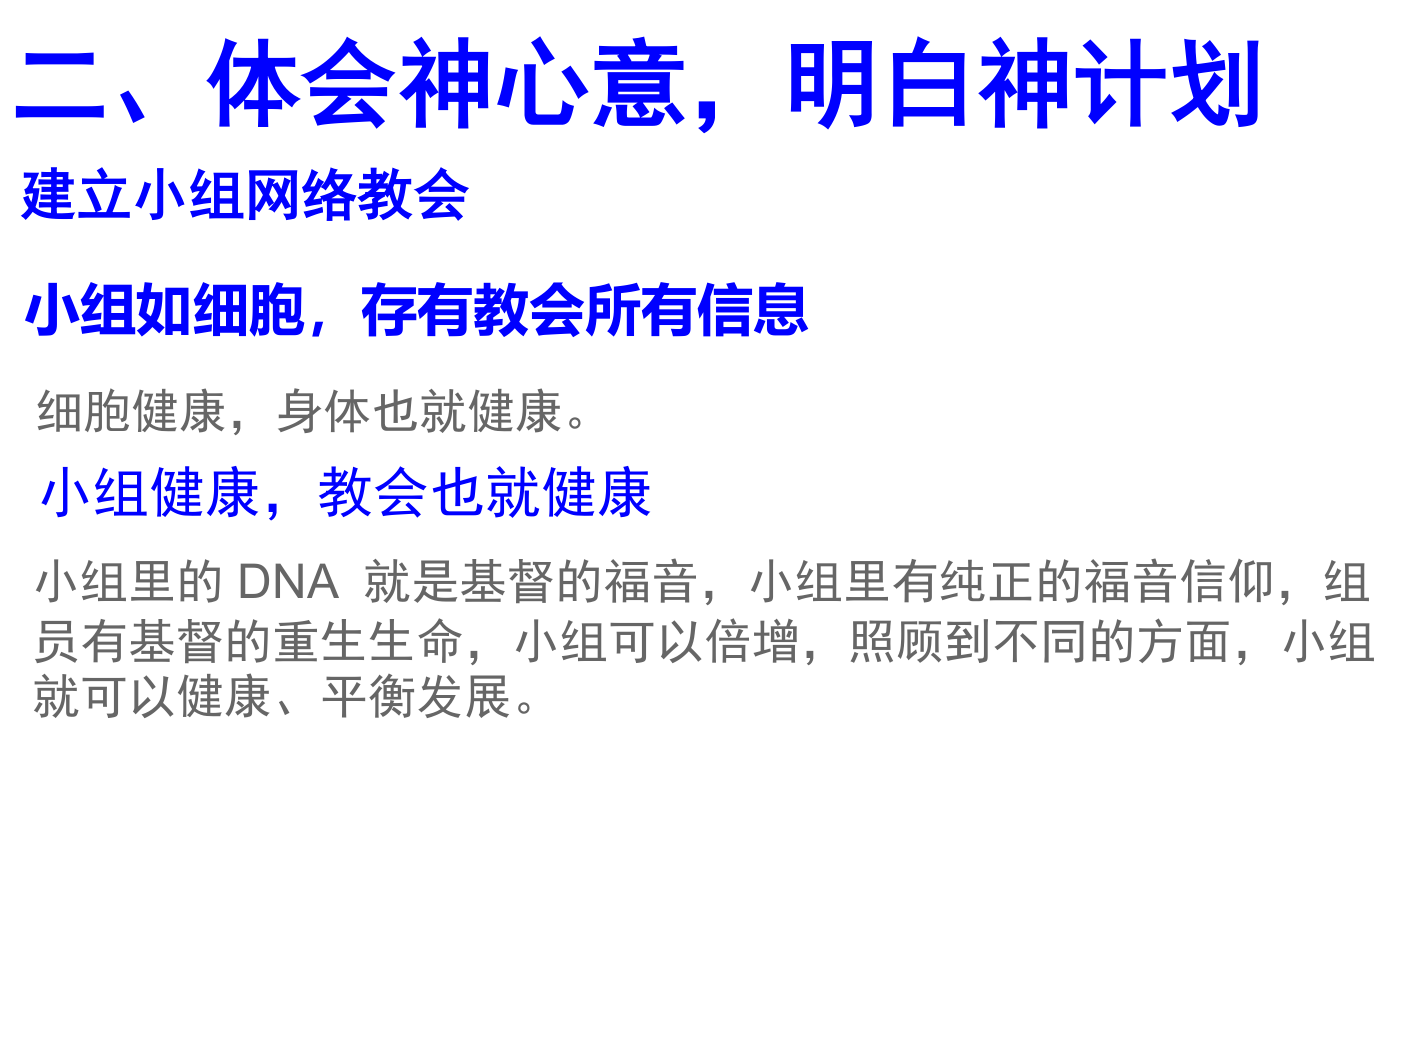 二、体会神心意，明白神计划
建立小组网络教会
小组如细胞，存有教会所有信息
细胞健康，身体也就健康。
小组健康，教会也就健康
小组里的 DNA 就是基督的福音，小组里有纯正的福音信仰，组
员有基督的重生生命，小组可以倍增，照顾到不同的方面，小组
就可以健康、平衡发展。